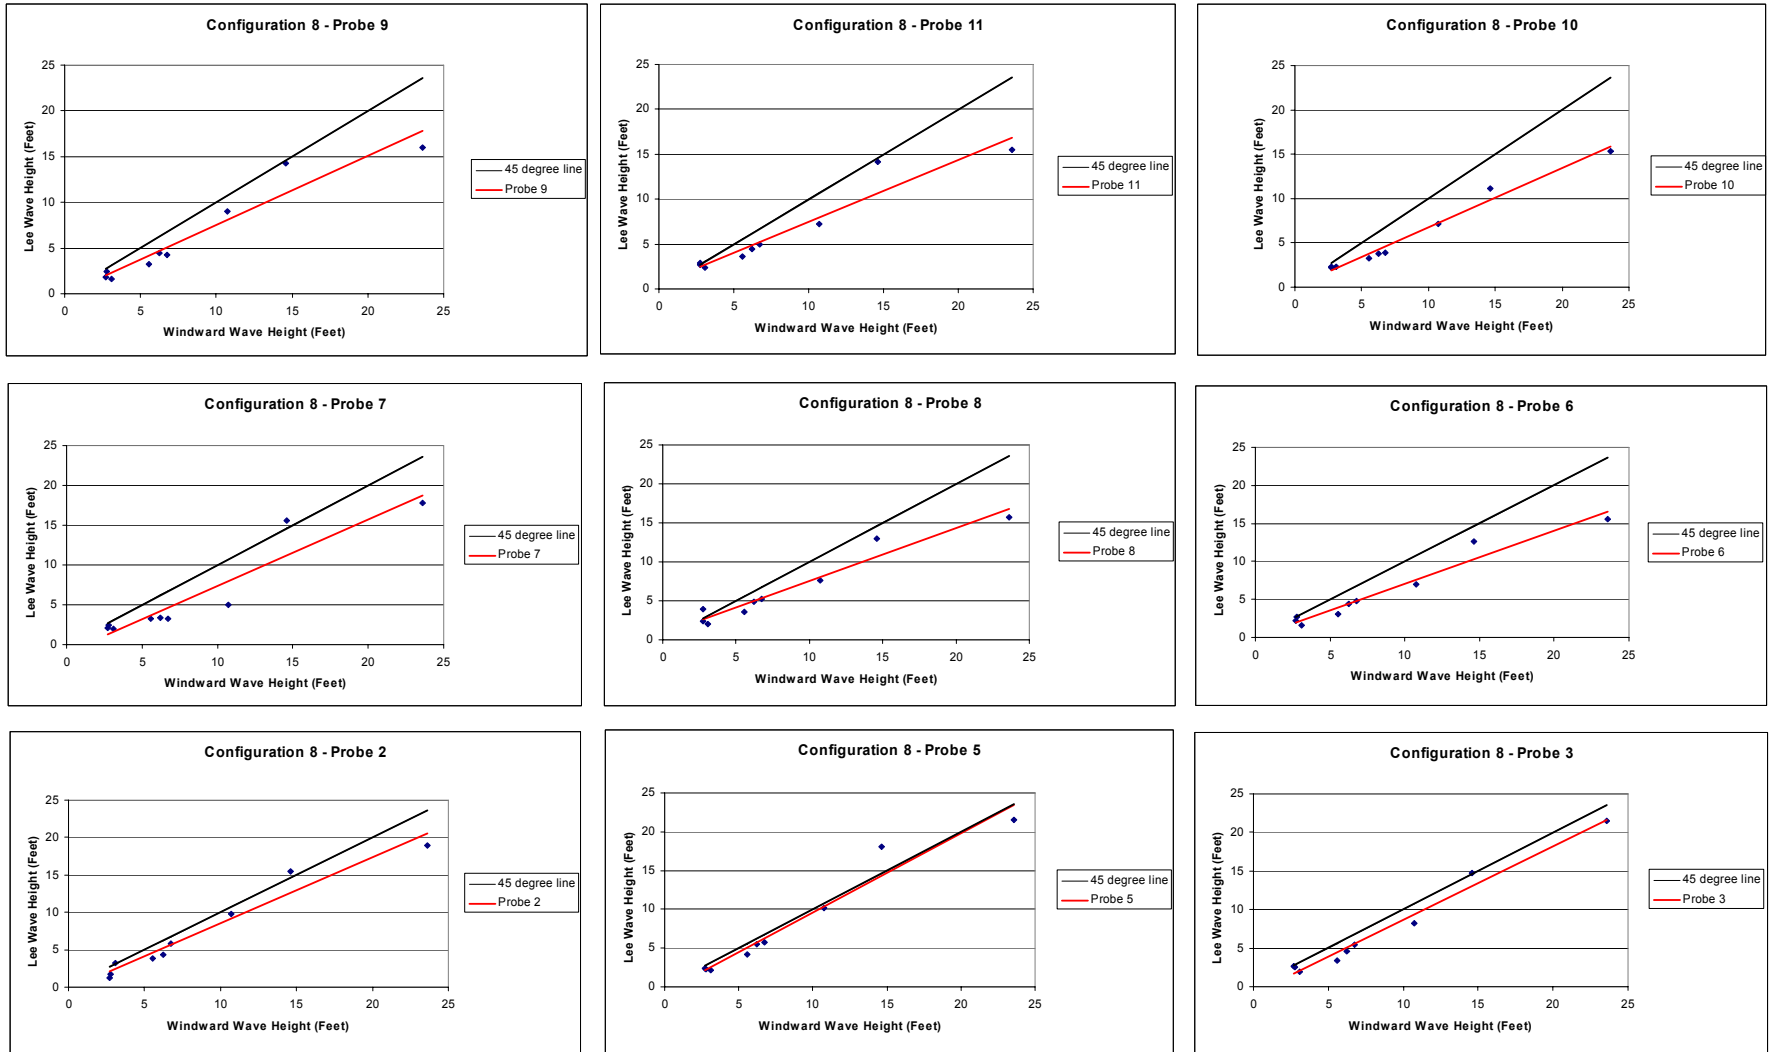 Configuration 8 - Probe 9
Lee Wave Height (Feet)
25
20
15
10
5
0
0 5 10 15 20 25
Windward Wave Height (Feet)
45 degree line
Probe 9
Configuration 8 - Probe 11
Lee Wave Height (Feet)
25
20
15
10
5
0
0 5 10 15 20 25
Windward Wave Height (Feet)
45 degree line
Probe 11
Configuration 8 - Probe 10
Lee Wave Height (Feet)
25
20
15
10
5
0
0 5 10 15 20 25
Windward Wave Height (Feet)
45 degree line
Probe 10
Configuration 8 - Probe 7
Lee Wave Height (Feet)
25
20
15
10
5
0
0 5 10 15 20 25
Windward Wave Height (Feet)
45 degree line
Probe 7
Configuration 8 - Probe 8
Lee Wave Height (Feet)
25
20
15
10
5
0
0 5 10 15 20 25
Windward Wave Height (Feet)
45 degree line
Probe 8
Configuration 8 - Probe 6
Lee Wave Height (Feet)
25
20
15
10
5
0
0 5 10 15 20 25
Windward Wave Height (Feet)
45 degree line
Probe 6
Configuration 8 - Probe 2
Lee Wave Height (Feet)
25
20
15
10
5
0
0 5 10 15 20 25
Windward Wave Height (Feet)
45 degree line
Probe 2
Configuration 8 - Probe 5
Lee Wave Height (Feet)
25
20
15
10
5
0
0 5 10 15 20 25
Windward Wave Height (Feet)
45 degree line
Probe 5
Configuration 8 - Probe 3
Lee Wave Height (Feet)
25
20
15
10
5
0
0 5 10 15 20 25
Windward Wave Height (Feet)
45 degree line
Probe 3